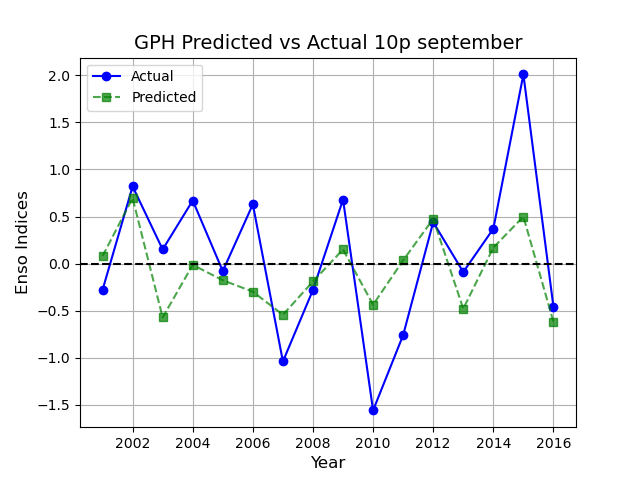 GPH Predicted vs Actual 10p september
Actual
Predicted
2.0
1.5
1.0
0.5
0.0
−0.5
−1.0
−1.5
Enso Indices
2002 2004 2006 2008 2010 2012 2014 2016
Year